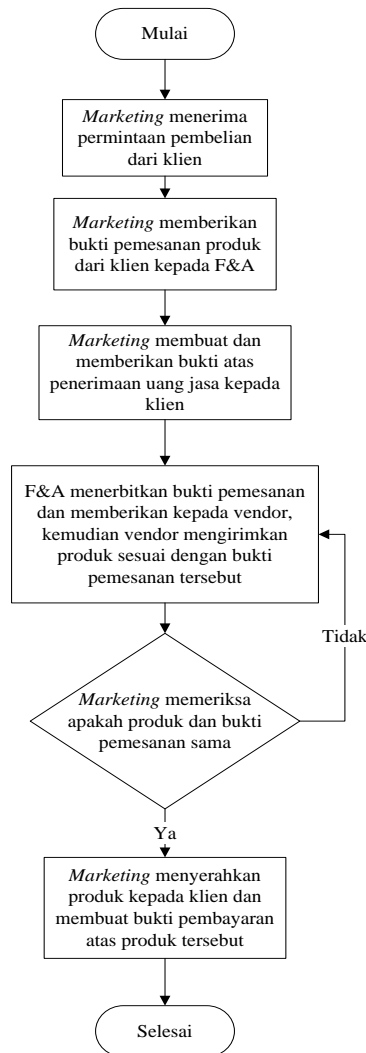 Mulai
Marketing menerima
permintaan pembelian
dari klien
Marketing memberikan
bukti pemesanan produk
dari klien kepada F&A
Marketing membuat dan
memberikan bukti atas
penerimaan uang jasa kepada
klien
F&A menerbitkan bukti pemesanan
dan memberikan kepada vendor,
kemudian vendor mengirimkan
produk sesuai dengan bukti
pemesanan tersebut
Tidak
Marketing memeriksa
apakah produk dan bukti
pemesanan sama
Ya
Marketing menyerahkan
produk kepada klien dan
membuat bukti pembayaran
atas produk tersebut
Selesai